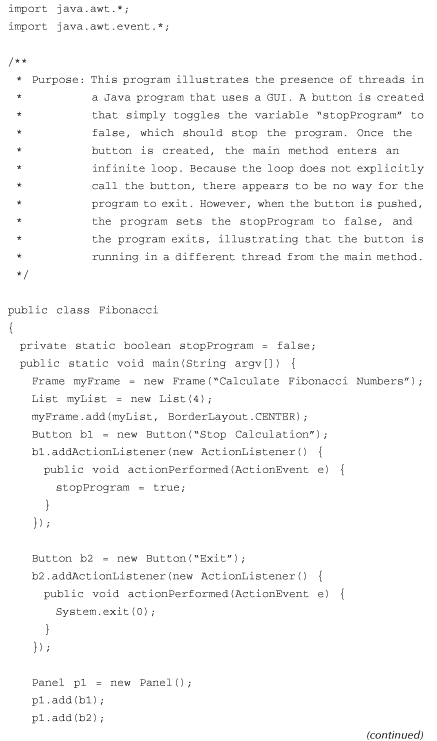 import java.awt.*;
import java.awt.event.*;
/**
* Purpose: This program illustrates the presence of threads in
* a Java program that uses a GUI. A button is created
* that simply toggles the variable “stopProgram” to
* false, which should stop the program. Once the
* button is created, the main method enters an
* infinite loop. Because the loop does not explicitly
* call the button, there appears to be no way for the
* program to exit. However, when the button is pushed,
* the program sets the stopProgram to false, and
* the program exits, illustrating that the button is
* running in a different thread from the main method.
*/
public class Fibonacci
{
private static boolean stopProgram = false;
public static void main(String argv[]) {
Frame myFrame = new Frame(“Calculate Fibonacci Numbers”);
List myList = new List(4);
myFrame.add(myList, BorderLayout.CENTER);
Button b1 = new Button(“Stop Calculation”);
b1.addActionListener(new ActionListener() {
public void actionPerformed(ActionEvent e) {
stopProgram = true;
}
});
Button b2 = new Button(“Exit”);
b2.addActionListener(new ActionListener() {
public void actionPerformed(ActionEvent e) {
System.exit(0);
}
});
Panel p1 = new Panel();
p1.add(b1);
p1.add(b2);
(continued)